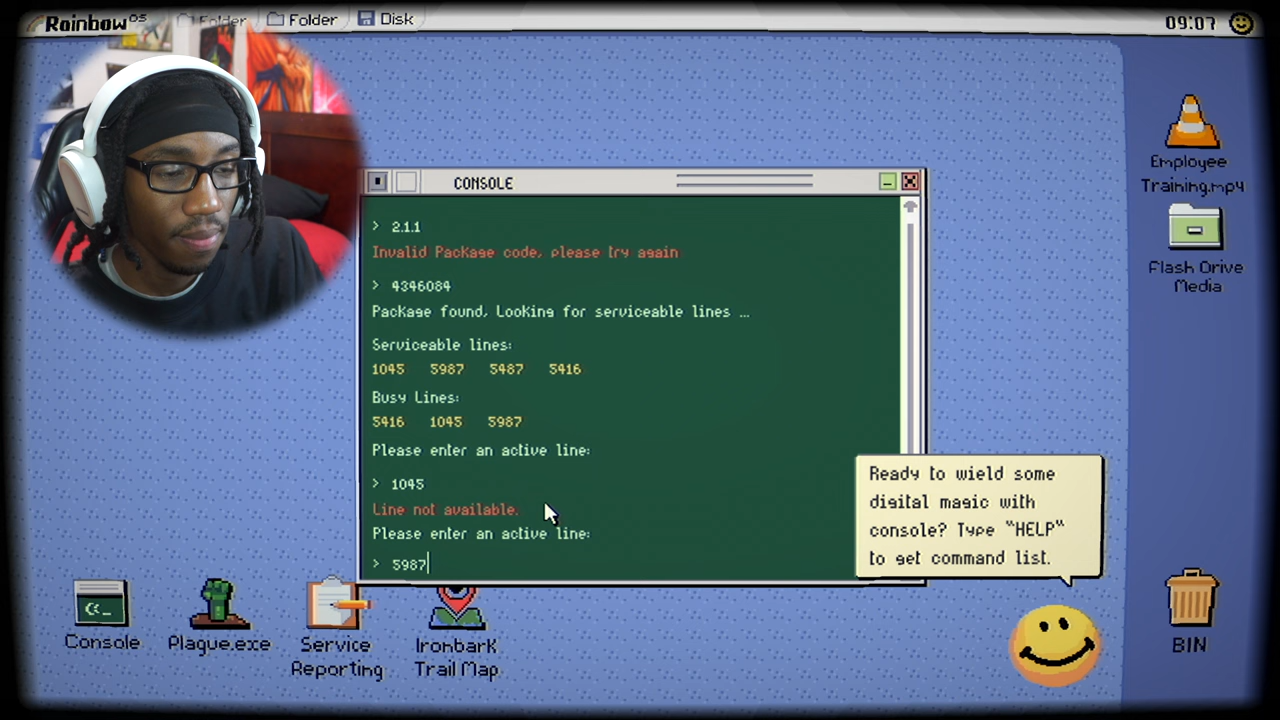 RainbowOS
Folder
Folder
Disk
09:07
Employee
Training.mp4
Flash Drive
Media
CONSOLE
> 2.1.1
Invalid Package code, please try again
> 4346084
Package found, Looking for serviceable lines ...
Serviceable lines:
1045 5987 5487 5416
Busy Lines:
5416 1045 5987
Please enter an active line:
> 1045
Line not available.
Please enter an active line:
> 5987
Ready to wield some
digital magic with
console? Type "HELP"
to get command list.
Console
Plague.exe
Service
Reporting
Ironbark
Trail Map
BIN